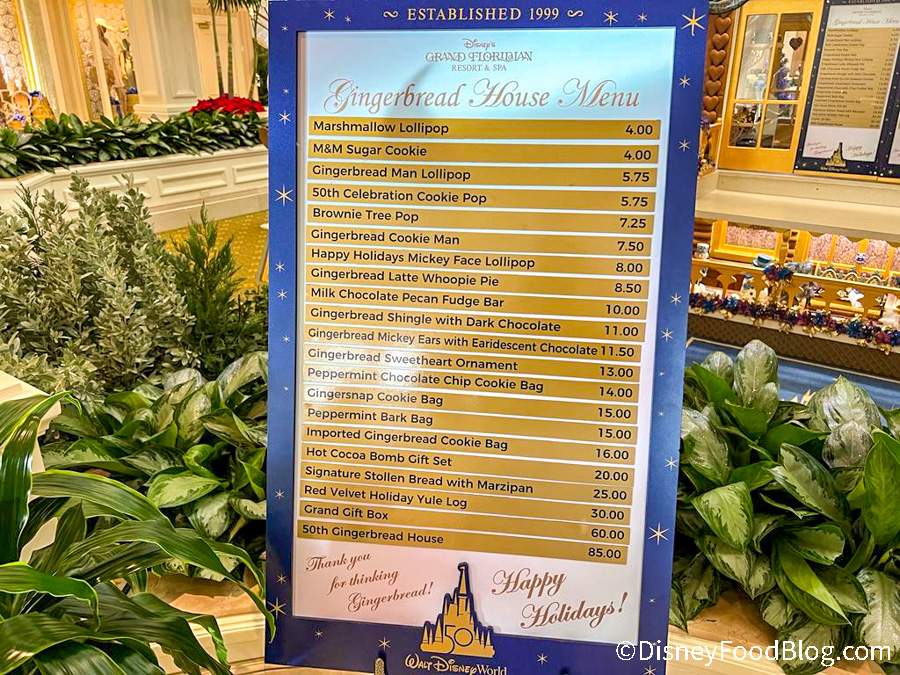 ESTABLISHED 1999
Disney's
GRAND FLORIDIAN
RESORT & SPA
Gingerbread House Menu
Marshmallow Lollipop 4.00
M&M Sugar Cookie 4.00
Gingerbread Man Lollipop 5.75
50th Celebration Cookie Pop 5.75
Brownie Tree Pop 7.25
Gingerbread Cookie Man 7.50
Happy Holidays Mickey Face Lollipop 8.00
Gingerbread Latte Whoopie Pie 8.50
Milk Chocolate Pecan Fudge Bar 10.00
Gingerbread Shingle with Dark Chocolate 11.00
Gingerbread Mickey Ears with Earidescent Chocolate 11.50
Gingerbread Sweetheart Ornament 13.00
Peppermint Chocolate Chip Cookie Bag 14.00
Gingersnap Cookie Bag 15.00
Peppermint Bark Bag 15.00
Imported Gingerbread Cookie Bag 16.00
Hot Cocoa Bomb Gift Set 20.00
Signature Stollen Bread with Marzipan 25.00
Red Velvet Holiday Yule Log 30.00
Grand Gift Box 60.00
50th Gingerbread House 85.00
Thank you
for thinking
Gingerbread!
Happy
Holidays!
50
Walt Disney World
Gingerbread House Menu
©DisneyFoodBlog.com